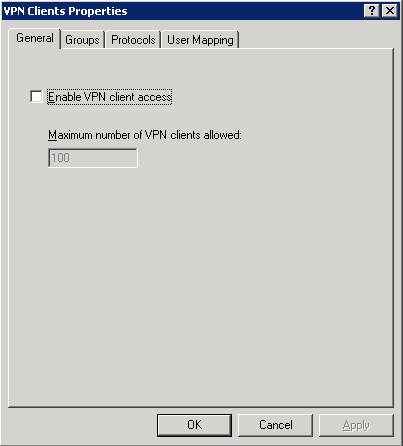 VPN Clients Properties
General Groups Protocols User Mapping
Enable VPN client access
Maximum number of VPN clients allowed:
100
OK Cancel Apply